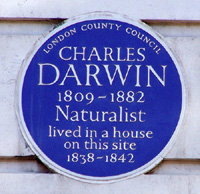 LONDON COUNTY COUNCIL
CHARLES
DARWIN
1809-1882
Naturalist
lived in a house
on this site
1838-1842